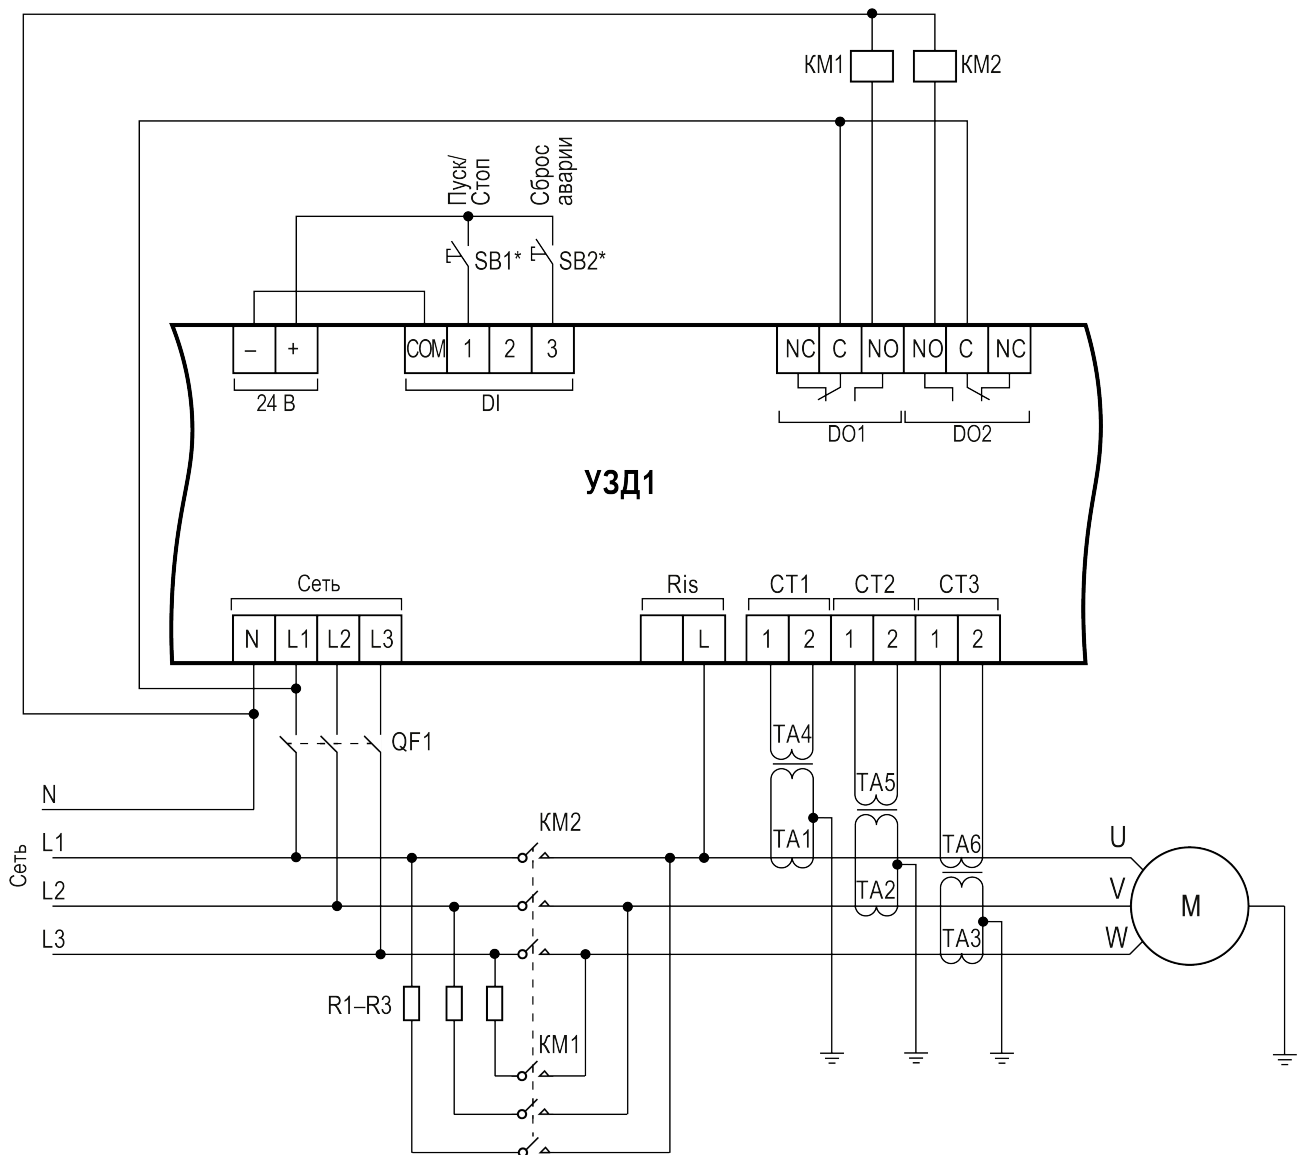 КМ1
КМ2
Пуск/
Стоп
Сброс
аварии
SB1*
SB2*
–
+
COM
1
2
3
NC
C
NO
NO
C
NC
24 В
DI
DO1
DO2
УЗД1
Сеть
Ris
CT1
CT2
CT3
N
L1
L2
L3
L
1
2
1
2
1
2
QF1
TA4
TA5
TA6
N
Сеть
L1
L2
L3
КМ2
TA1
TA2
TA3
U
V
W
М
R1–R3
КМ1